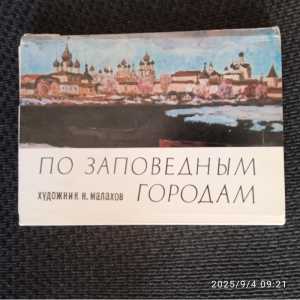 ПО ЗАПОВЕДНЫМ
ГОРОДАМ
ХУДОЖНИК Н. МАЛАХОВ
2025/9/4 09:21